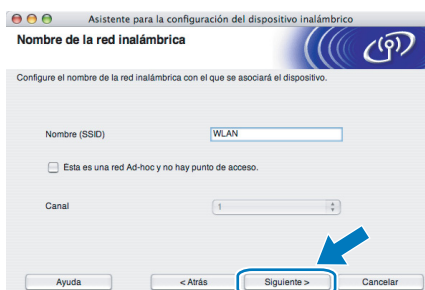 Asistente para la configuración del dispositivo inalámbrico
Nombre de la red inalámbrica
Configure el nombre de la red inalámbrica con el que se asociará el dispositivo.
Nombre (SSID)
WLAN
Esta es una red Ad-hoc y no hay punto de acceso.
Canal
1
Ayuda
< Atrás
Siguiente >
Cancelar